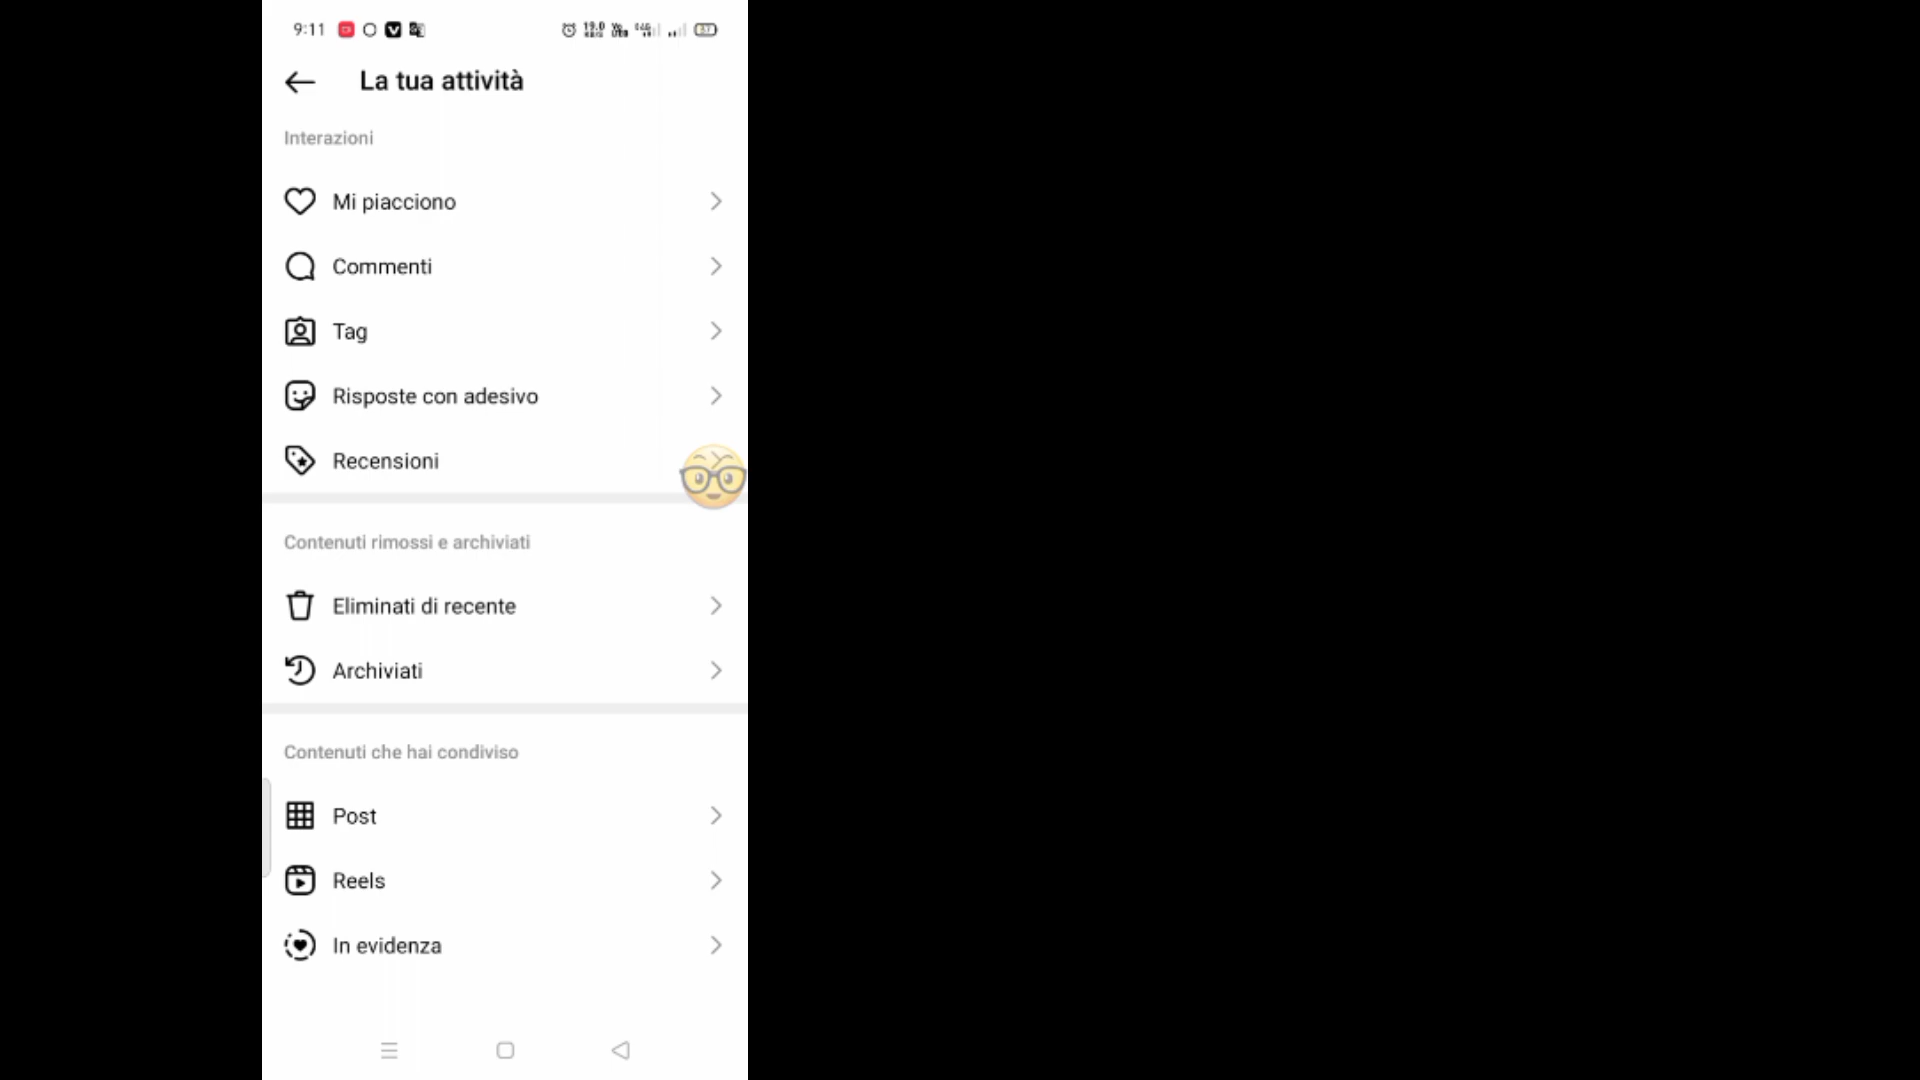 9:11
La tua attività
Interazioni
Mi piacciono
Commenti
Tag
Risposte con adesivo
Recensioni
Contenuti rimossi e archiviati
Eliminati di recente
Archiviati
Contenuti che hai condiviso
Post
Reels
In evidenza